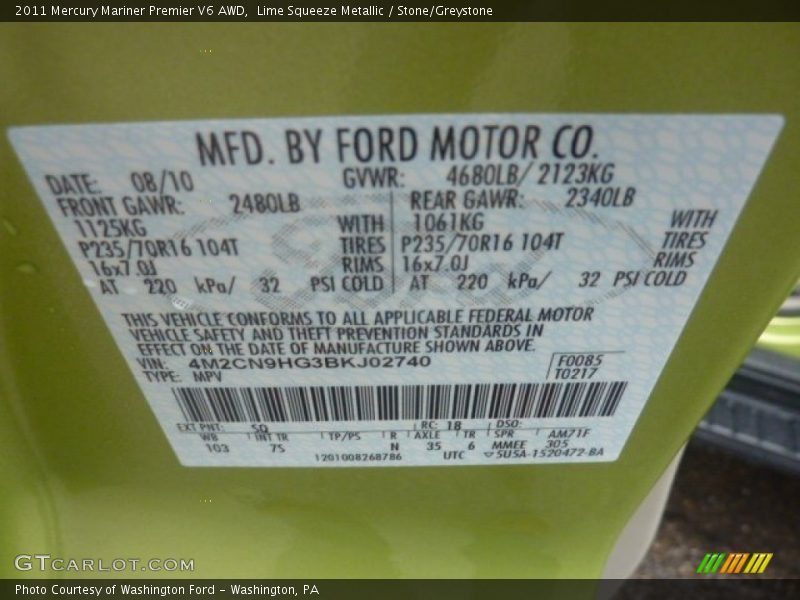 2011 Mercury Mariner Premier V6 AWD,  Lime Squeeze Metallic / Stone/Greystone
MFD. BY FORD MOTOR CO.
DATE: 08/10 GVWR: 4680LB/ 2123KG
FRONT GAWR: 2480LB REAR GAWR: 2340LB
1125KG WITH 1061KG WITH
P235/70R16 104T TIRES P235/70R16 104T TIRES
16x7.0J RIMS 16x7.0J RIMS
AT 220 kPa/ 32 PSI COLD AT 220 kPa/ 32 PSI COLD
THIS VEHICLE CONFORMS TO ALL APPLICABLE FEDERAL MOTOR
VEHICLE SAFETY AND THEFT PREVENTION STANDARDS IN
EFFECT ON THE DATE OF MANUFACTURE SHOWN ABOVE.
VIN: 4M2CN9HG3BKJ02740 F0085
TYPE: MPV T0217
EXT PNT: SQ RC: 18 DSO:
WB INT TR TP/PS R AXLE TR SPR AM71F
103 7S N 35 6 MMEE 305
1201008268786 UTC ▽5U5A-1520472-BA
GTCARLOT.COM
Photo Courtesy of Washington Ford - Washington, PA